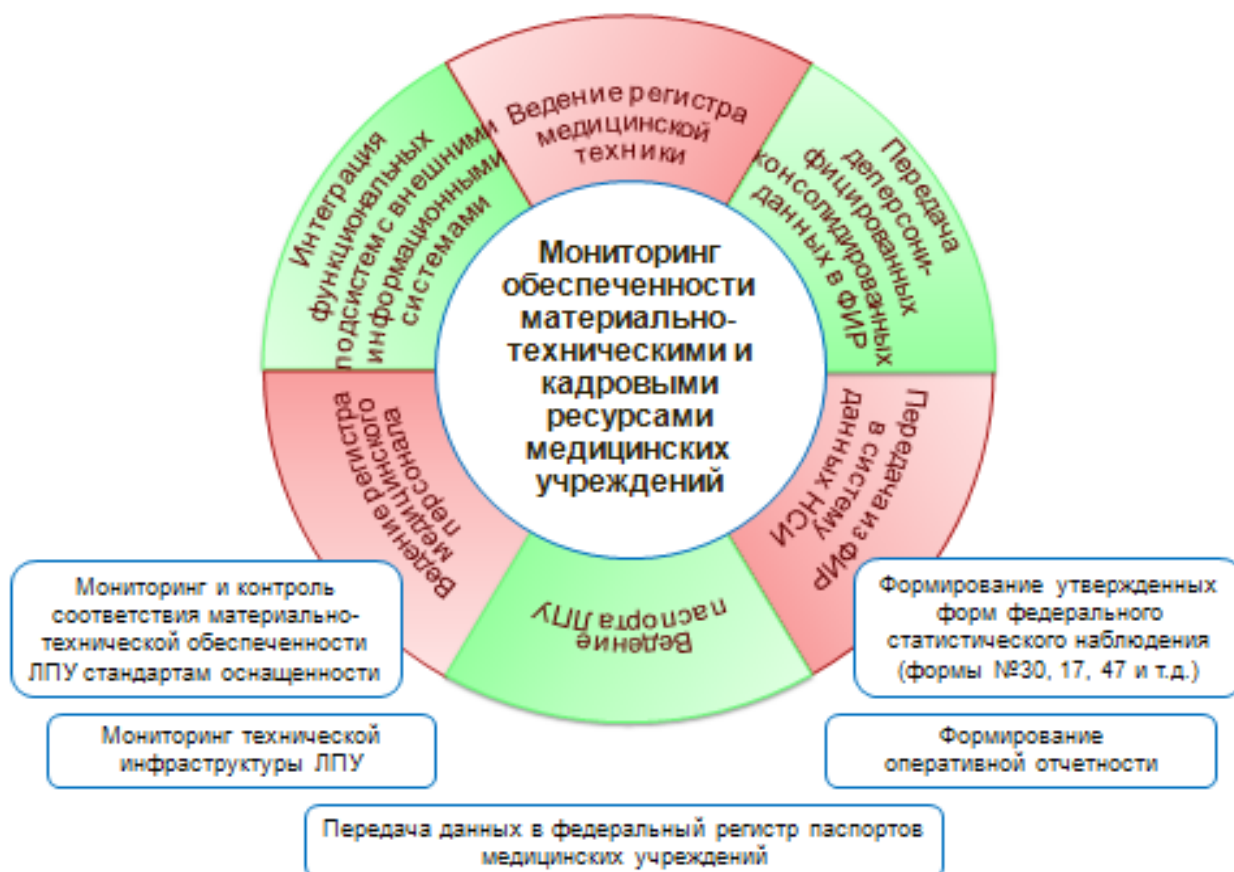 Ведение регистра
медицинской
техники
Передача
деперсони-
фицированных
консолидированных
данных в ФИР
Передача из ФИР
в систему
данных НСИ
Ведение
паспорта ЛПУ
Ведение регистра
медицинского
персонала
Интеграция
функциональных
подсистем с внешними
информационными
системами
Мониторинг
обеспеченности
материально-
техническими и
кадровыми
ресурсами
медицинских
учреждений
Мониторинг и контроль
соответствия материально-
технической обеспеченности
ЛПУ стандартам оснащенности
Формирование утвержденных
форм федерального
статистического наблюдения
(формы №30, 17, 47 и т.д.)
Мониторинг технической
инфраструктуры ЛПУ
Формирование
оперативной отчетности
Передача данных в федеральный регистр паспортов
медицинских учреждений